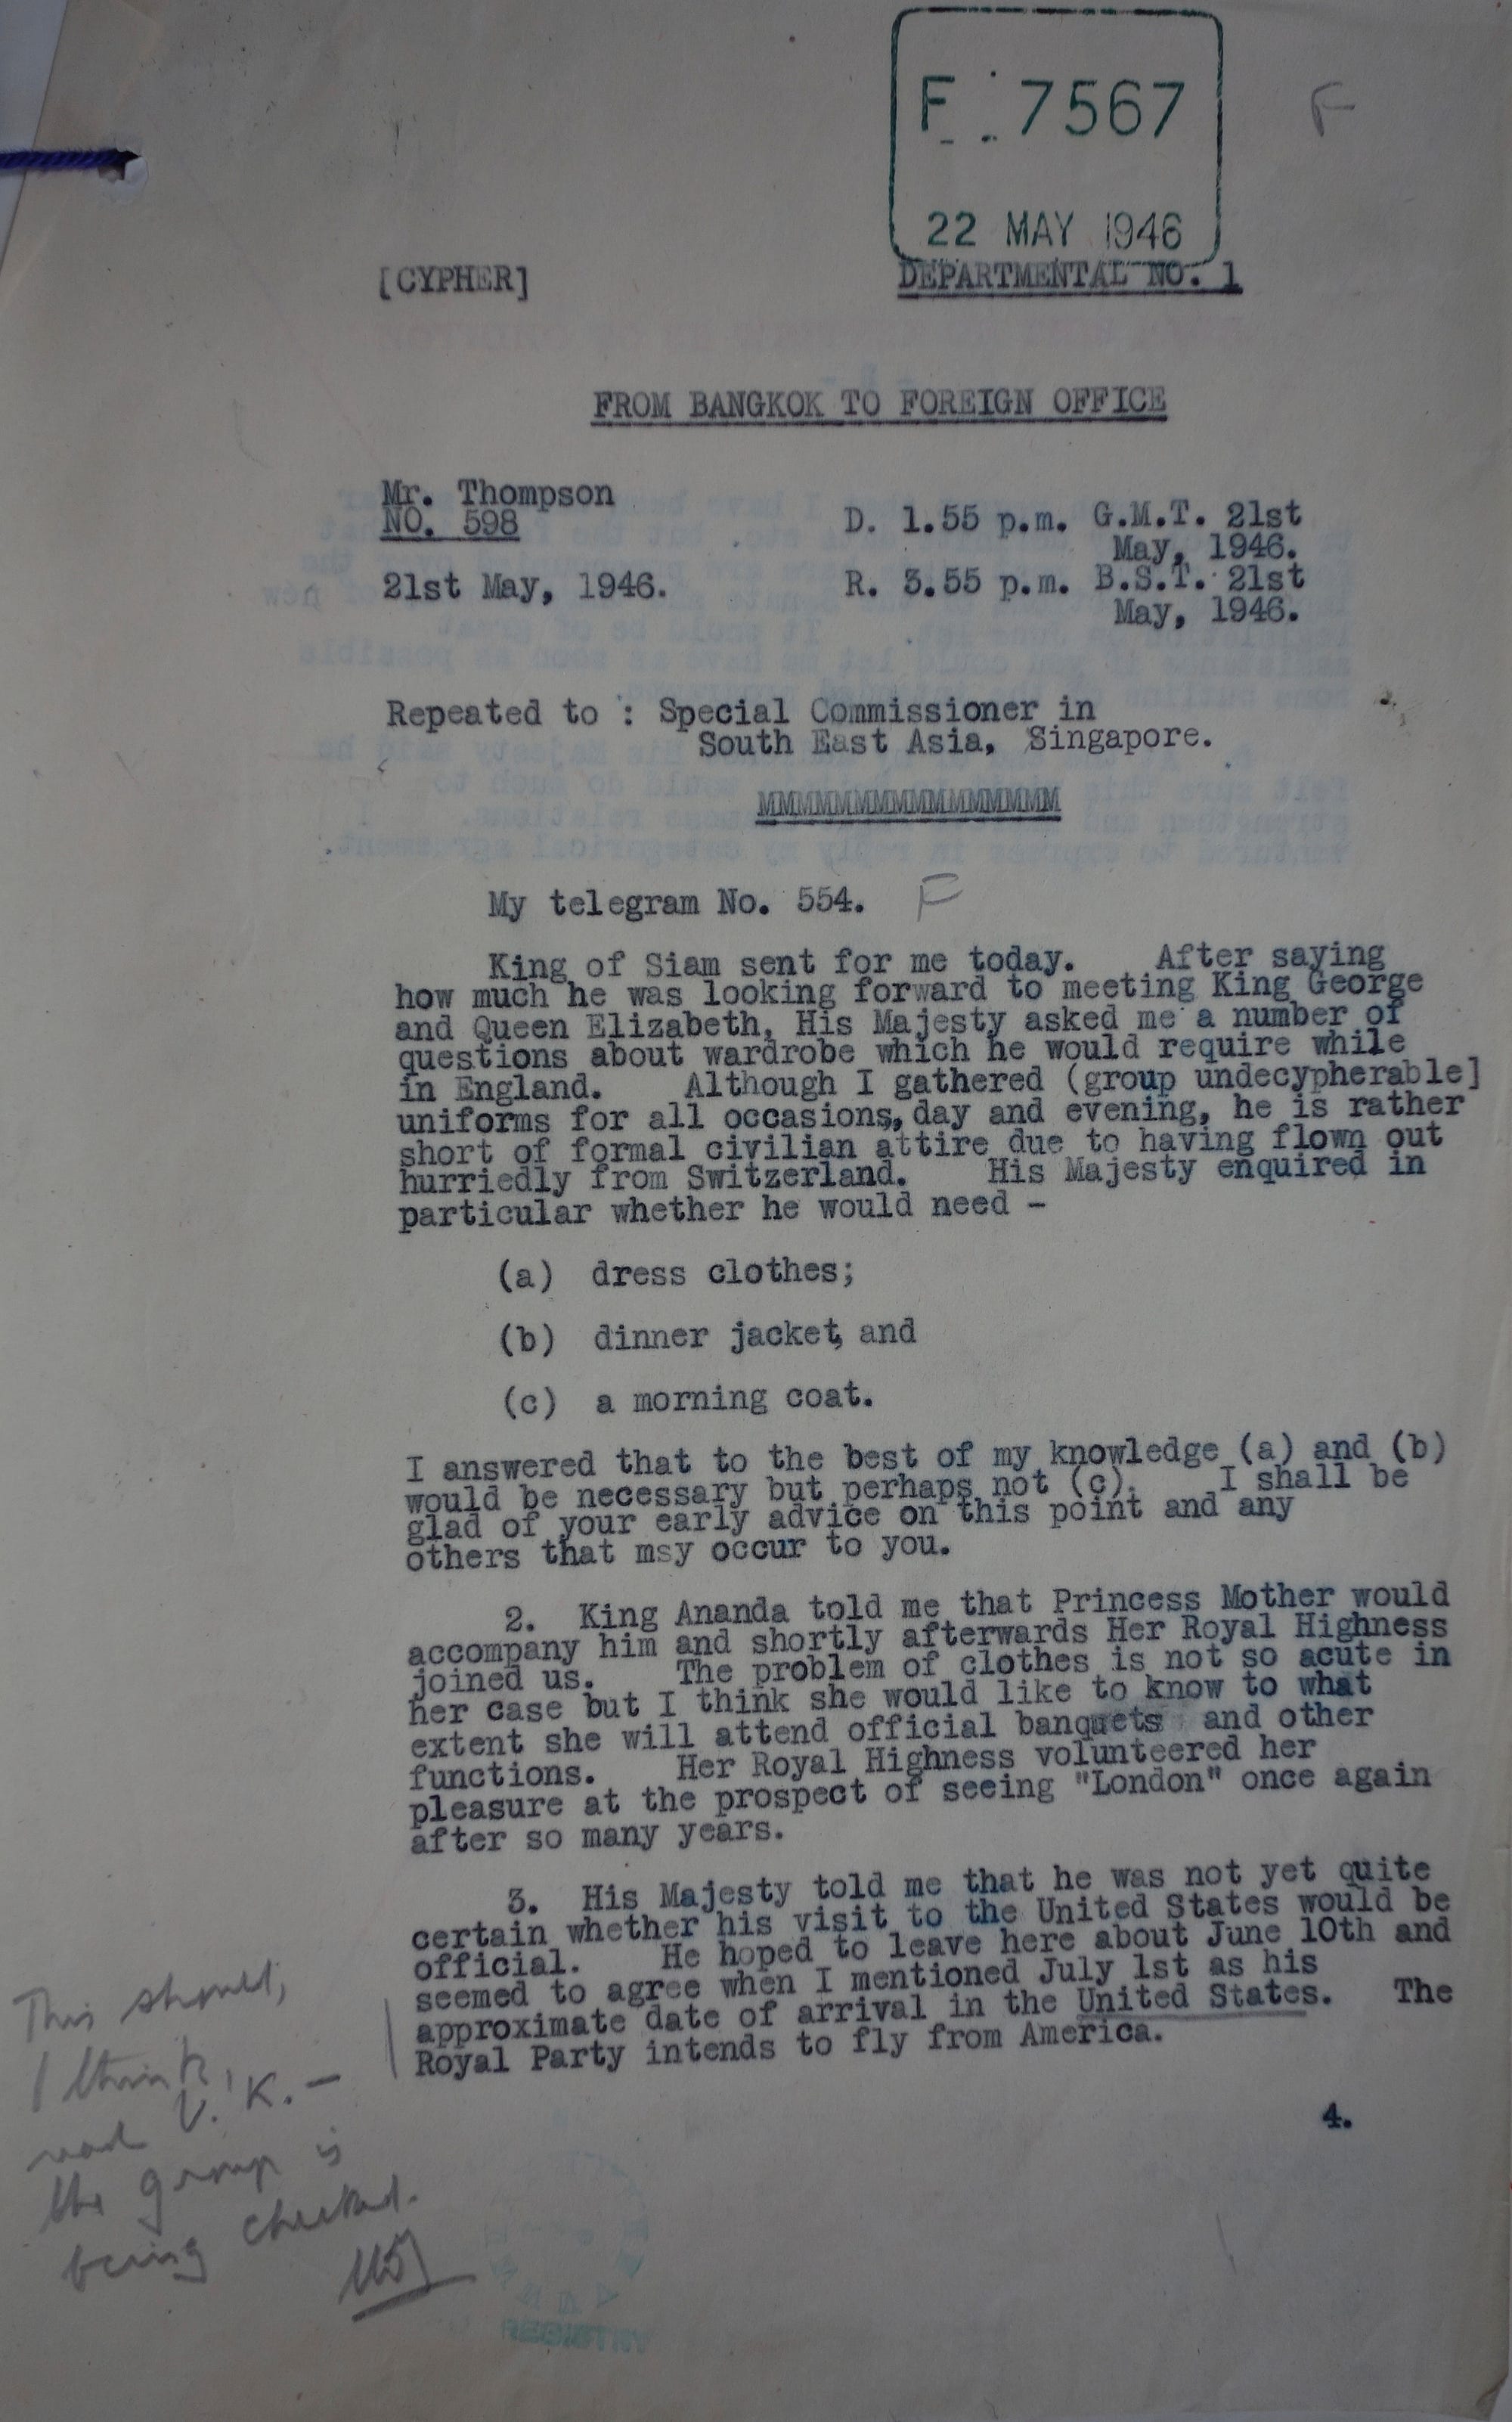 F 7567
F
22 MAY 1946
[CYPHER] DEPARTMENTAL NO. 1
FROM BANGKOK TO FOREIGN OFFICE
Mr. Thompson
NO. 598 D. 1.55 p.m. G.M.T. 21st
May, 1946.
21st May, 1946. R. 3.55 p.m. B.S.T. 21st
May, 1946.
Repeated to : Special Commissioner in
South East Asia, Singapore.
MMMMMMMMMMMMMMMM
My telegram No. 554. F
King of Siam sent for me today. After saying
how much he was looking forward to meeting King George
and Queen Elizabeth, His Majesty asked me a number of
questions about wardrobe which he would require while
in England. Although I gathered (group undecypherable]
uniforms for all occasions, day and evening, he is rather
short of formal civilian attire due to having flown out
hurriedly from Switzerland. His Majesty enquired in
particular whether he would need -
(a) dress clothes;
(b) dinner jacket, and
(c) a morning coat.
I answered that to the best of my knowledge (a) and (b)
would be necessary but perhaps not (c). I shall be
glad of your early advice on this point and any
others that msy occur to you.
2. King Ananda told me that Princess Mother would
accompany him and shortly afterwards Her Royal Highness
joined us. The problem of clothes is not so acute in
her case but I think she would like to know to what
extent she will attend official banquets and other
functions. Her Royal Highness volunteered her
pleasure at the prospect of seeing "London" once again
after so many years.
3. His Majesty told me that he was not yet quite
certain whether his visit to the United States would be
official. He hoped to leave here about June 10th and
seemed to agree when I mentioned July 1st as his
approximate date of arrival in the United States. The
Royal Party intends to fly from America.
4.
This should,
I think,
read U.K. -
the group is
being checked.
REGISTRY